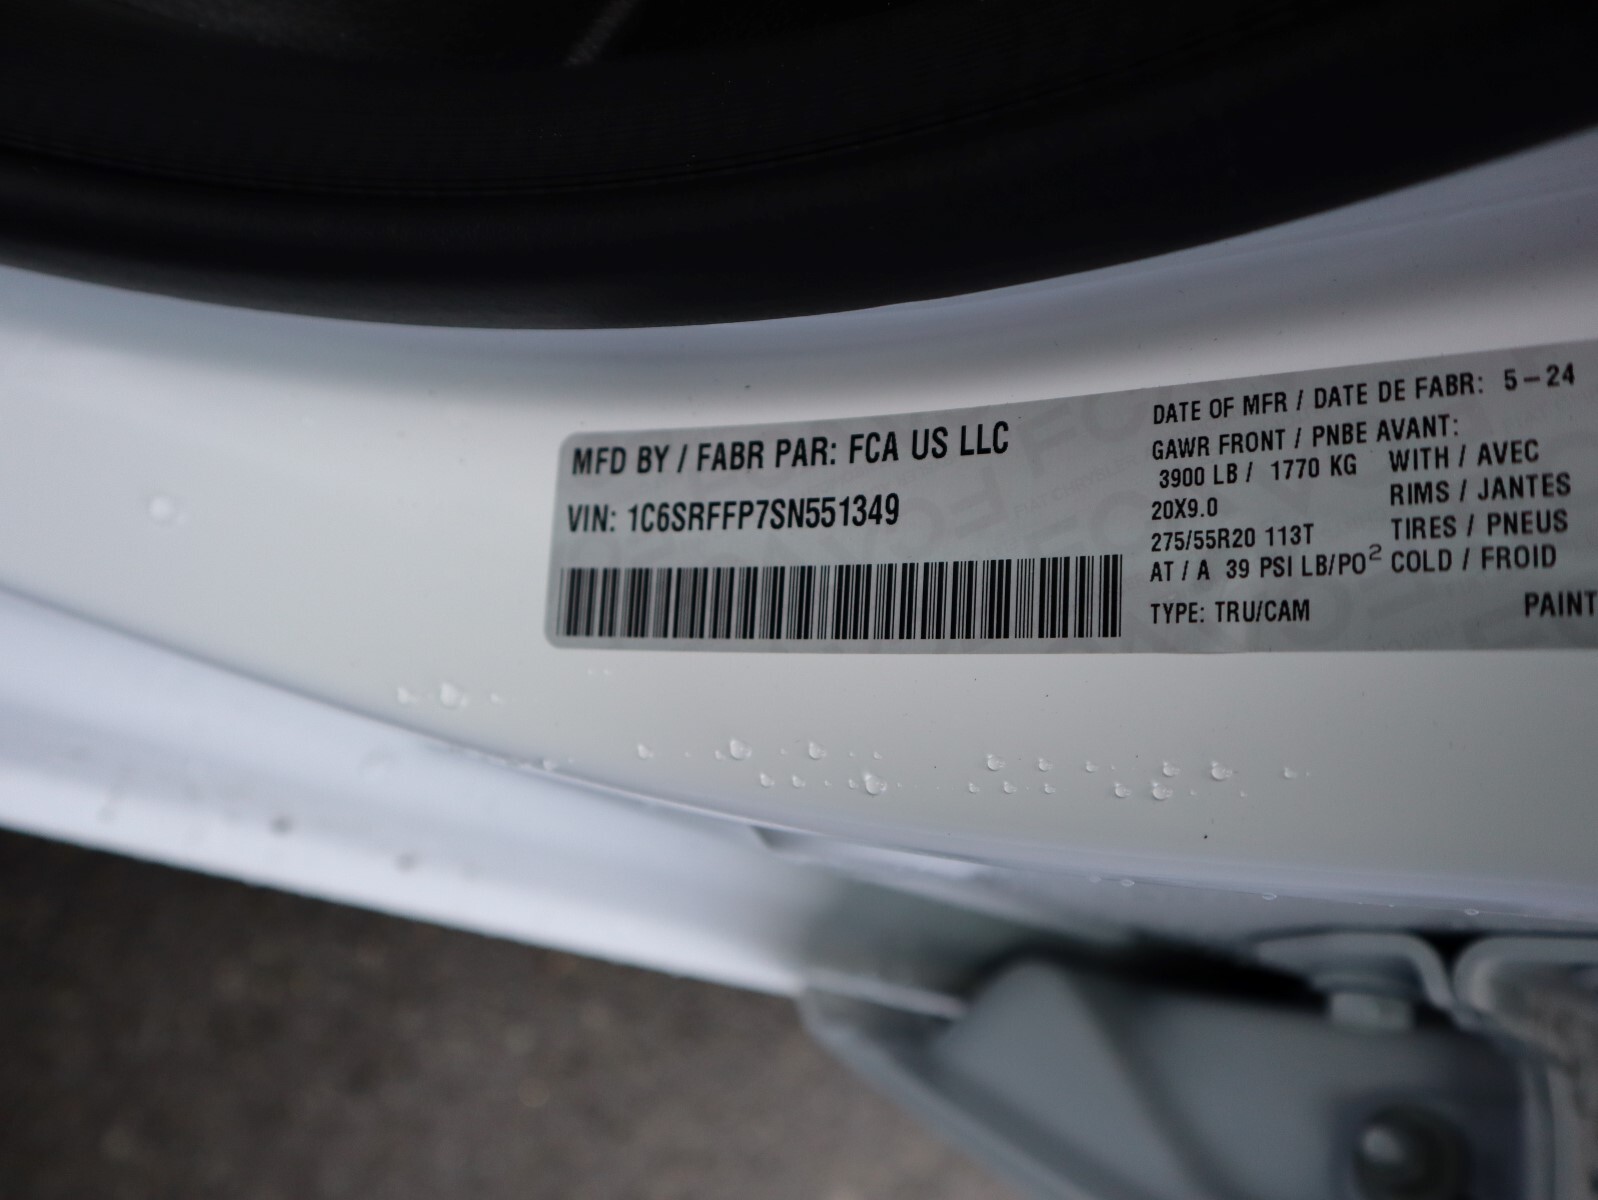 MFD BY / FABR PAR: FCA US LLC
VIN: 1C6SRFFP7SN551349
DATE OF MFR / DATE DE FABR: 5-24
GAWR FRONT / PNBE AVANT:
3900 LB / 1770 KG WITH / AVEC
20X9.0 RIMS / JANTES
275/55R20 113T TIRES / PNEUS
AT / A 39 PSI LB/PO² COLD / FROID
TYPE: TRU/CAM PAINT